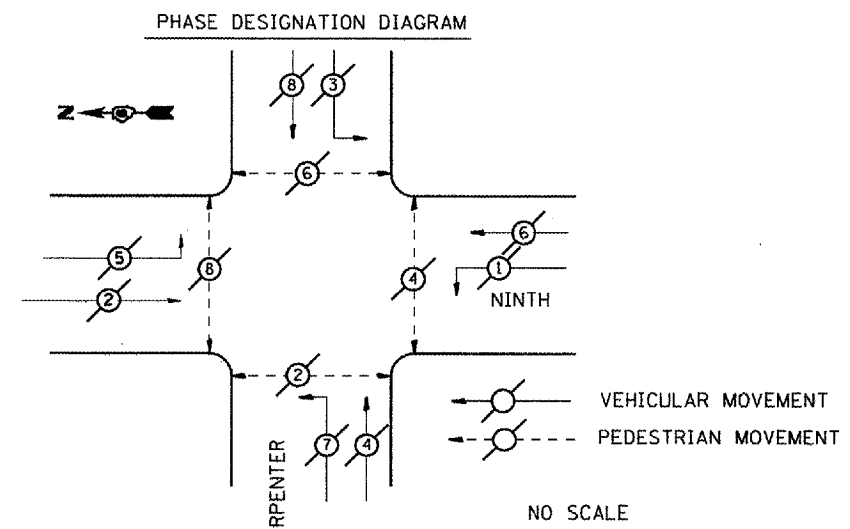 PHASE DESIGNATION DIAGRAM
8 3
N
6
5
6
8
4
1
2
NINTH
2
VEHICULAR MOVEMENT
7 4
PEDESTRIAN MOVEMENT
RPENTER
NO SCALE